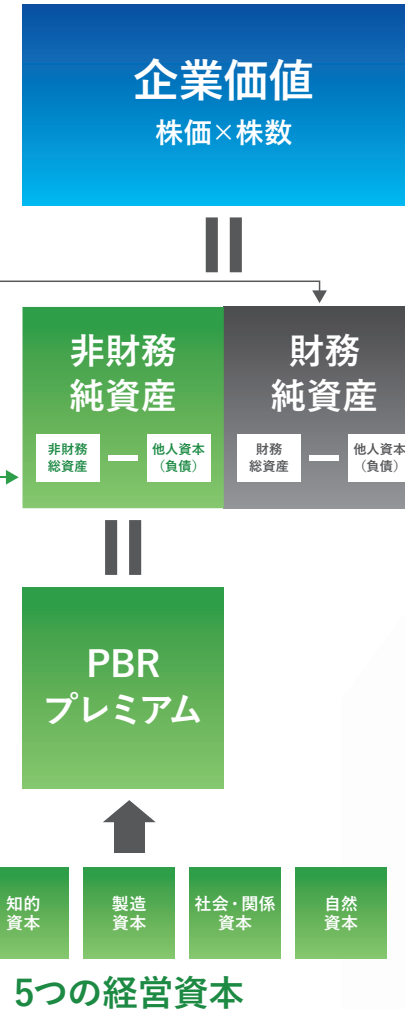 企業価値
株価×株数
非財務
純資産
非財務
総資産
他人資本
（負債）
財務
純資産
財務
総資産
他人資本
（負債）
PBR
プレミアム
知的
資本
製造
資本
社会・関係
資本
自然
資本
5つの経営資本